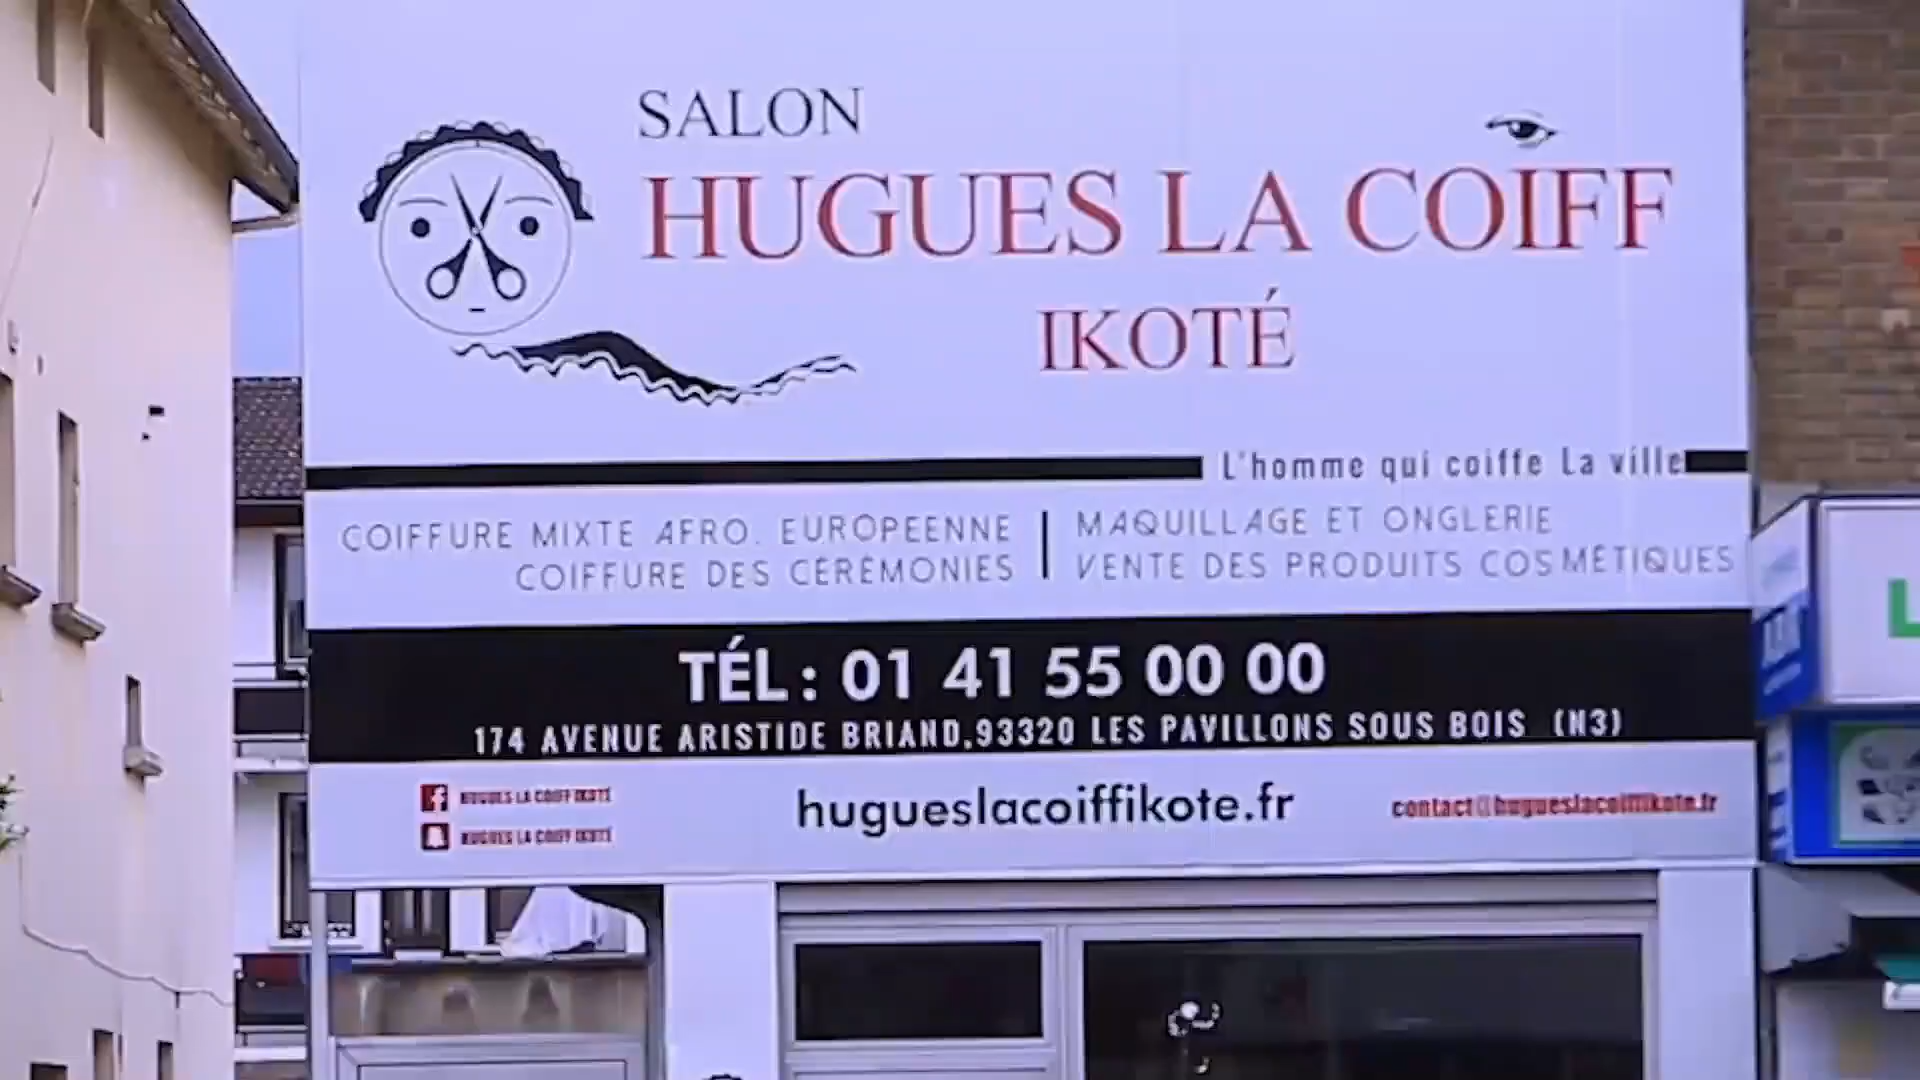 SALON
HUGUES LA COIFF
IKOTÉ
L'homme qui coiffe La ville
COIFFURE MIXTE AFRO. EUROPEENNE
COIFFURE DES CÉRÉMONIES
MAQUILLAGE ET ONGLERIE
VENTE DES PRODUITS COSMÉTIQUES
TÉL : 01 41 55 00 00
174 AVENUE ARISTIDE BRIAND.93320 LES PAVILLONS SOUS BOIS (N3)
HUGUES LA COIFF IKOTÉ
HUGUES LA COIFF IKOTÉ
hugueslacoiffikote.fr
contact@hugueslacoiffikote.fr